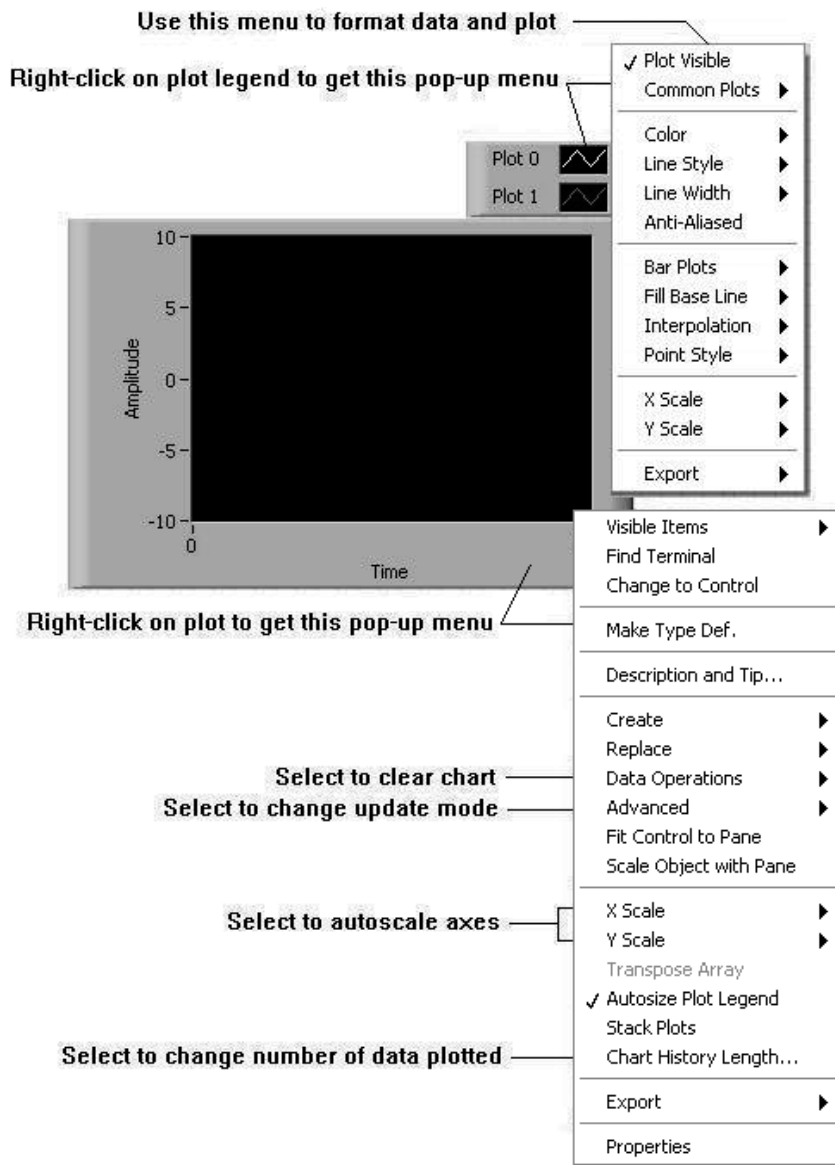 Use this menu to format data and plot
Right-click on plot legend to get this pop-up menu
Plot Visible
Common Plots
Color
Line Style
Line Width
Anti-Aliased
Bar Plots
Fill Base Line
Interpolation
Point Style
X Scale
Y Scale
Export
Plot 0
Plot 1
Amplitude
10
5
0
-5
-10
0
Time
Right-click on plot to get this pop-up menu
Visible Items
Find Terminal
Change to Control
Make Type Def.
Description and Tip...
Create
Replace
Select to clear chart
Data Operations
Select to change update mode
Advanced
Fit Control to Pane
Scale Object with Pane
Select to autoscale axes
X Scale
Y Scale
Transpose Array
Autosize Plot Legend
Stack Plots
Select to change number of data plotted
Chart History Length...
Export
Properties